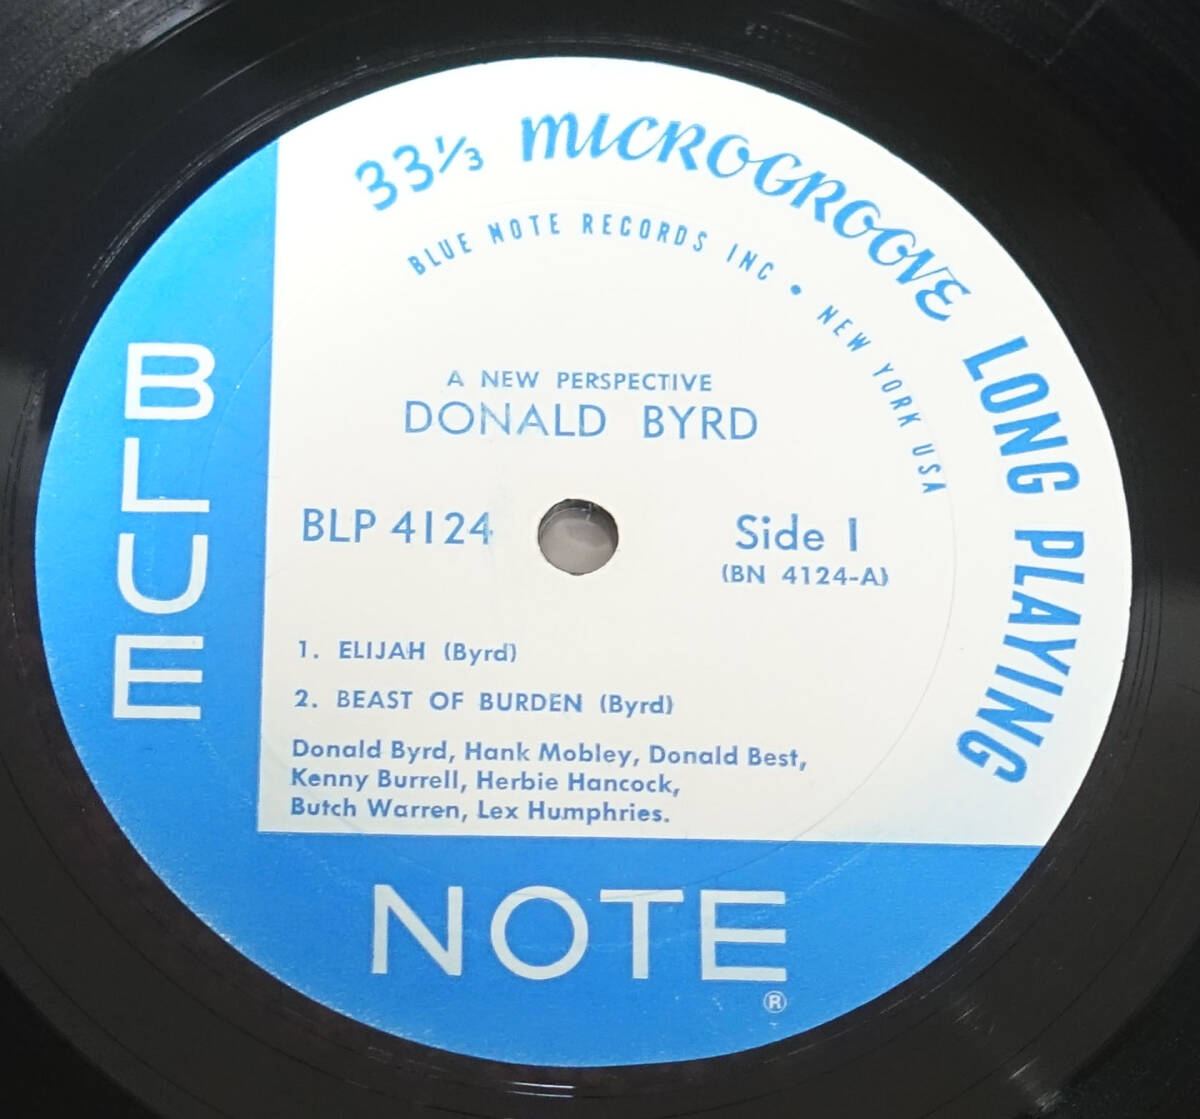 33⅓ MICROGROOVE LONG PLAYING
BLUE NOTE RECORDS INC • NEW YORK USA
A NEW PERSPECTIVE
DONALD BYRD
BLP 4124
Side 1
(BN 4124-A)
1. ELIJAH (Byrd)
2. BEAST OF BURDEN (Byrd)
Donald Byrd, Hank Mobley, Donald Best,
Kenny Burrell, Herbie Hancock,
Butch Warren, Lex Humphries.
BLUE
NOTE
®